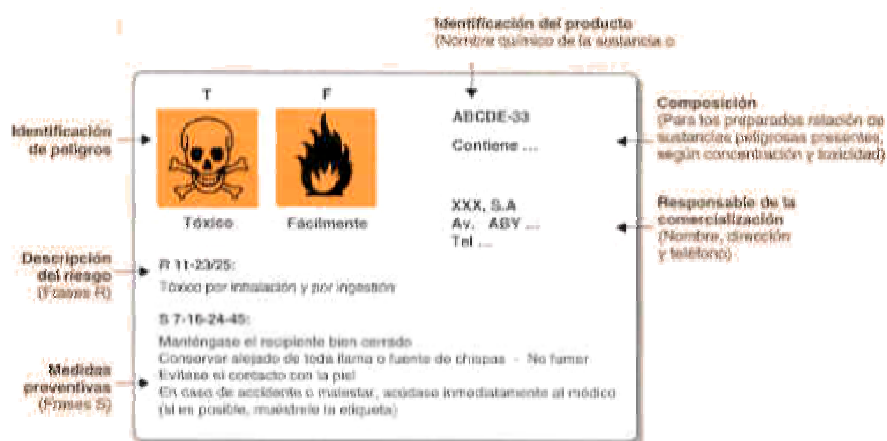 Identificación del producto
(Nombre químico de la sustancia o
T
F
ABCDE-33
Contiene ...
Composición
(Para los preparados relación de
sustancias peligrosas presentes,
según concentración y toxicidad)
Identificación
de peligros
Tóxico
Fácilmente
XXX, S.A
Av. ABY ...
Tel ...
Responsable de la
comercialización
(Nombre, dirección
y teléfono)
Descripción
del riesgo
(Frases R)
R 11-23/25:
Tóxico por inhalación y por ingestión
S 7-16-24-45:
Manténgase el recipiente bien cerrado
Conservar alejado de toda llama o fuente de chispas - No fumar
Evítese el contacto con la piel
En caso de accidente o malestar, acúdase inmediatamente al médico
(si es posible, muéstrele la etiqueta)
Medidas
preventivas
(Frases S)